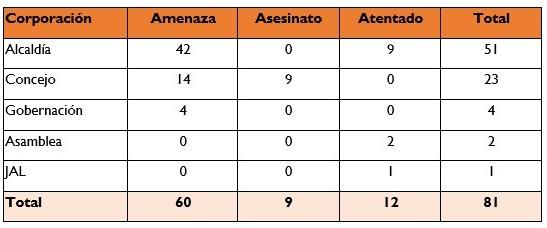 Corporación Amenaza Asesinato Atentado Total
Alcaldía 42 0 9 51
Concejo 14 9 0 23
Gobernación 4 0 0 4
Asamblea 0 0 2 2
JAL 0 0 1 1
Total 60 9 12 81